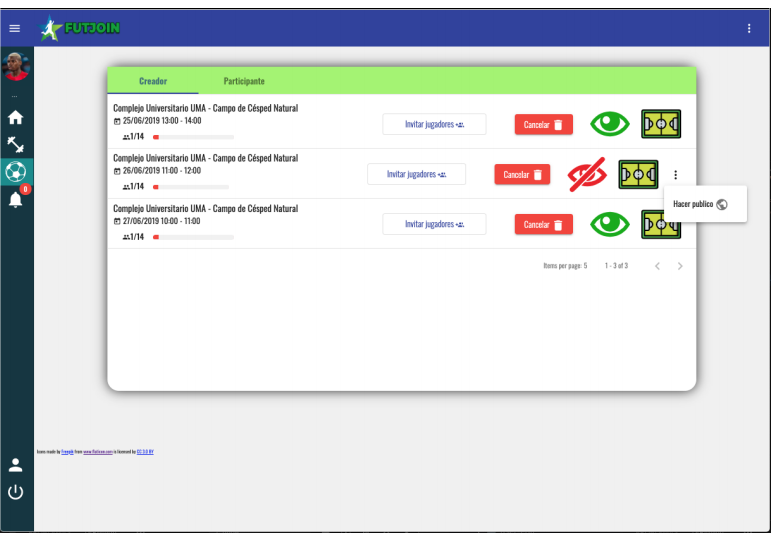 FUTJOIN
Creador Participante
Complejo Universitario UMA - Campo de Césped Natural
25/06/2019 13:00 - 14:00
1/14
Invitar jugadores
Cancelar
Complejo Universitario UMA - Campo de Césped Natural
26/06/2019 11:00 - 12:00
1/14
Invitar jugadores
Cancelar
Hacer publico
Complejo Universitario UMA - Campo de Césped Natural
27/06/2019 10:00 - 11:00
1/14
Invitar jugadores
Cancelar
0
Items per page: 5 1 - 3 of 3
Icons made by Freepik from www.flaticon.com is licensed by CC 3.0 BY